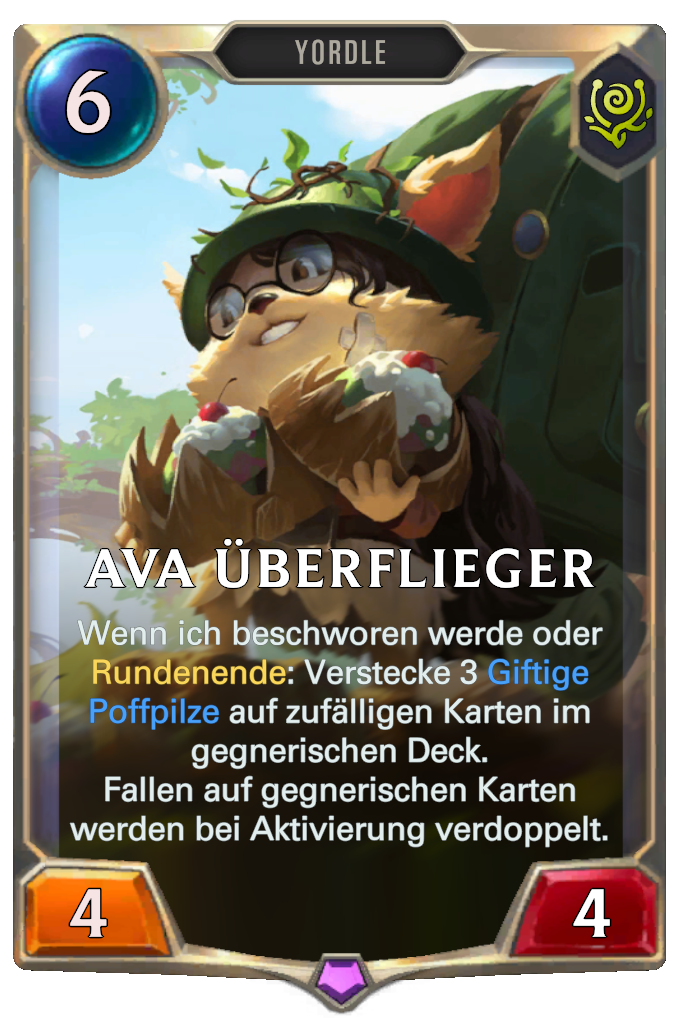 YORDLE
6
AVA ÜBERFLIEGER
Wenn ich beschworen werde oder
Rundenende: Verstecke 3 Giftige
Poffpilze auf zufälligen Karten im
gegnerischen Deck.
Fallen auf gegnerischen Karten
werden bei Aktivierung verdoppelt.
4
4